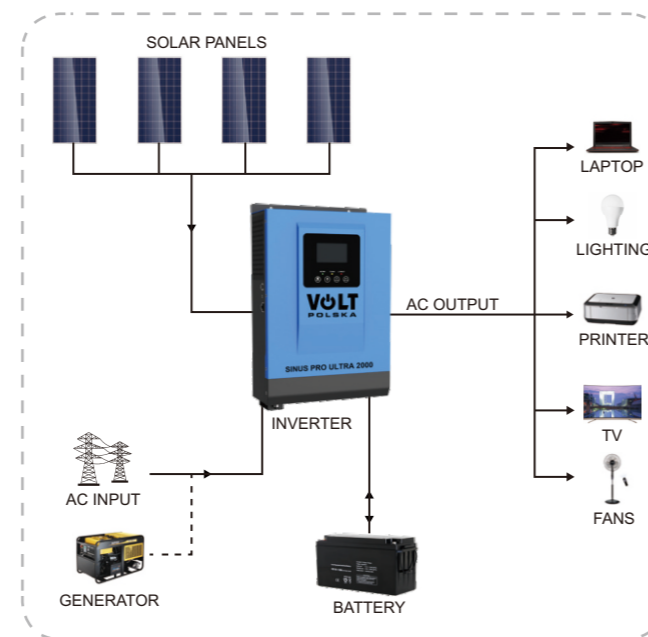 SOLAR PANELS
LAPTOP
LIGHTING
VOLT
POLSKA
AC OUTPUT
PRINTER
SINUS PRO ULTRA 2000
INVERTER
TV
AC INPUT
FANS
GENERATOR
BATTERY